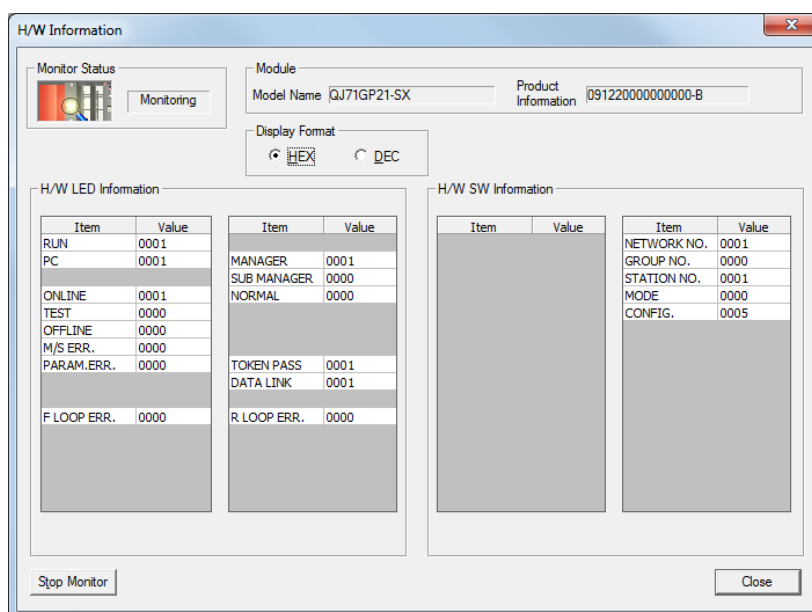 H/W Information
Monitor Status
Monitoring
Module
Model Name QJ71GP21-SX
Product Information 091220000000000-B
Display Format
HEX DEC
H/W LED Information
Item Value
RUN 0001
PC 0001
ONLINE 0001
TEST 0000
OFFLINE 0000
M/S ERR. 0000
PARAM.ERR. 0000
F LOOP ERR. 0000
Item Value
MANAGER 0001
SUB MANAGER 0000
NORMAL 0000
TOKEN PASS 0001
DATA LINK 0001
R LOOP ERR. 0000
H/W SW Information
Item Value
Item Value
NETWORK NO. 0001
GROUP NO. 0000
STATION NO. 0001
MODE 0000
CONFIG. 0005
Stop Monitor
Close